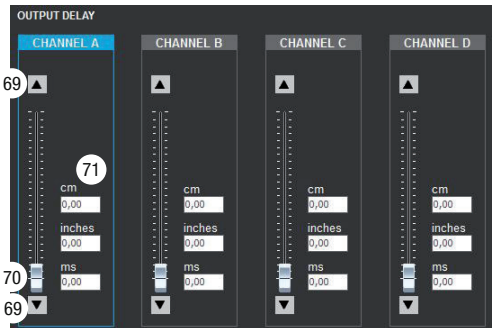 OUTPUT DELAY
CHANNEL A CHANNEL B CHANNEL C CHANNEL D
69
71
cm cm cm cm
0,00 0,00 0,00 0,00
inches inches inches inches
0,00 0,00 0,00 0,00
70 ms ms ms ms
0,00 0,00 0,00 0,00
69